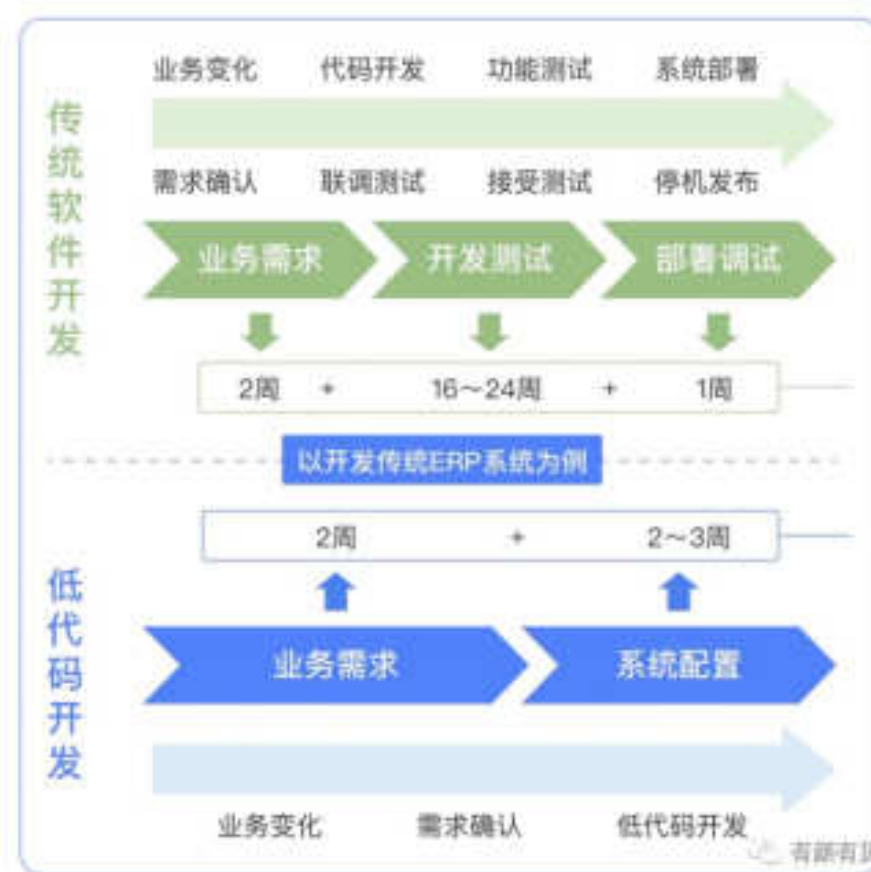 传统软件开发
业务变化 代码开发 功能测试 系统部署
需求确认 联调测试 接受测试 停机发布
业务需求 开发测试 部署调试
2周 + 16～24周 + 1周
以开发传统ERP系统为例
2周 + 2～3周
低代码开发
业务需求 系统配置
业务变化 需求确认 低代码开发